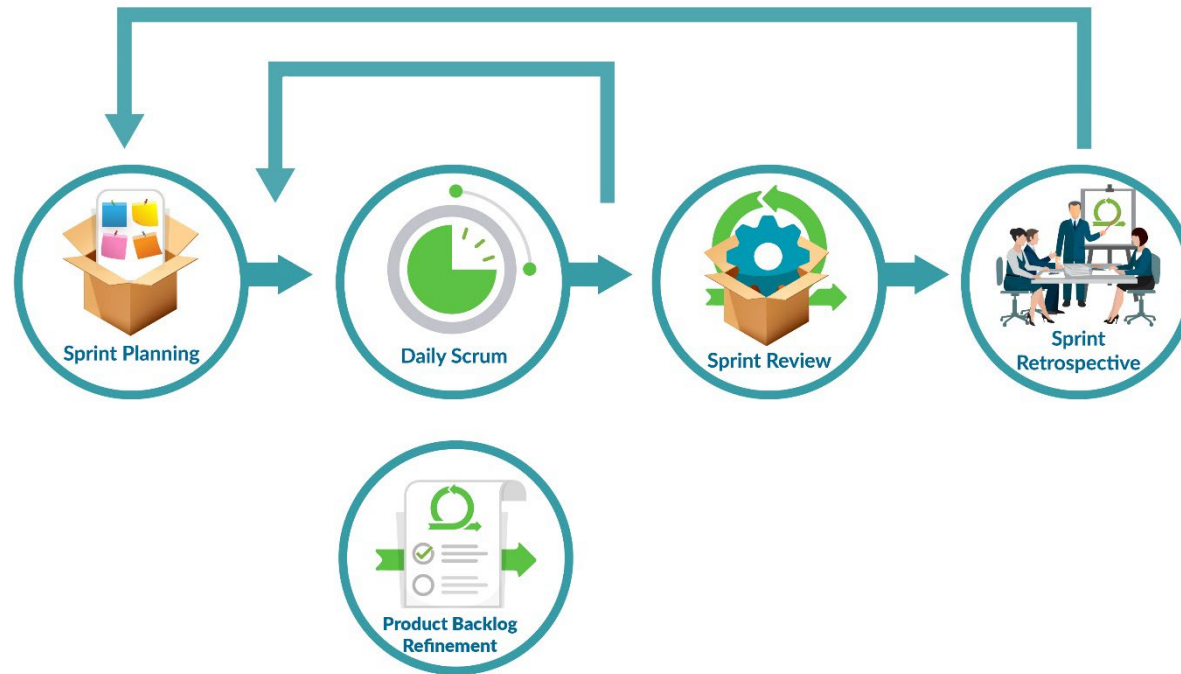 Sprint Planning
Daily Scrum
Sprint Review
Sprint
Retrospective
Product Backlog
Refinement